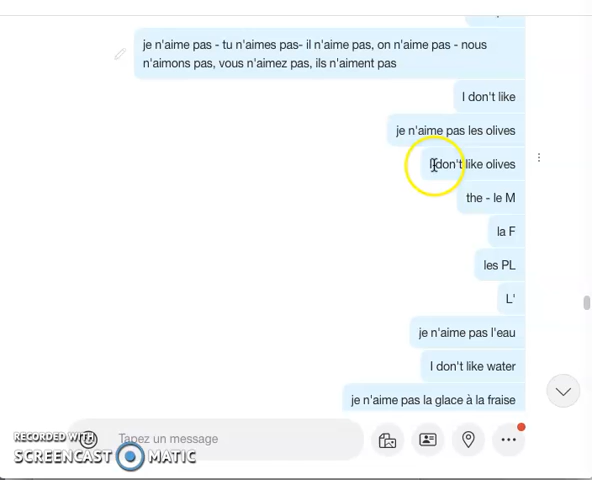 je n'aime pas - tu n'aimes pas- il n'aime pas, on n'aime pas - nous
n'aimons pas, vous n'aimez pas, ils n'aiment pas
I don't like
je n'aime pas les olives
I don't like olives
the - le M
la F
les PL
L'
je n'aime pas l'eau
I don't like water
je n'aime pas la glace à la fraise
Tapez un message
RECORDED WITH
SCREENCAST MATIC